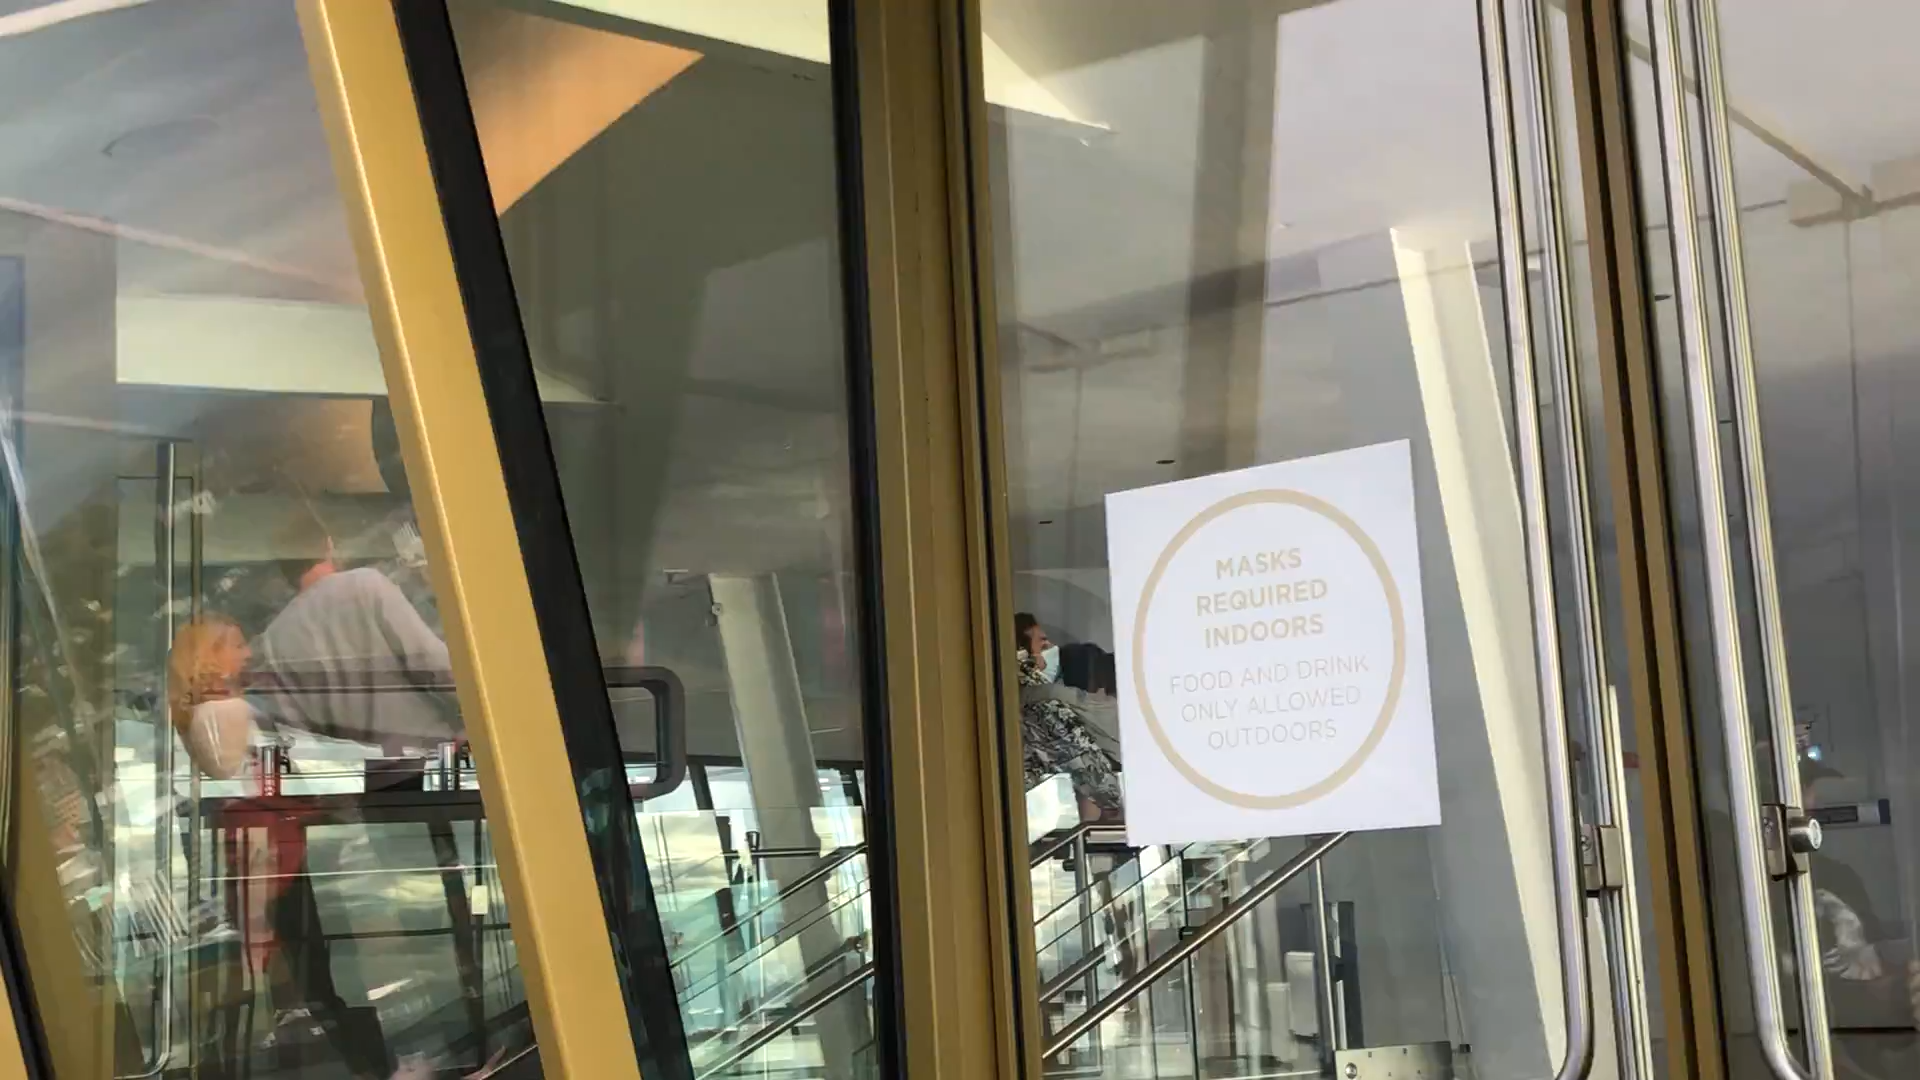 MASKS
REQUIRED
INDOORS
FOOD AND DRINK
ONLY ALLOWED
OUTDOORS